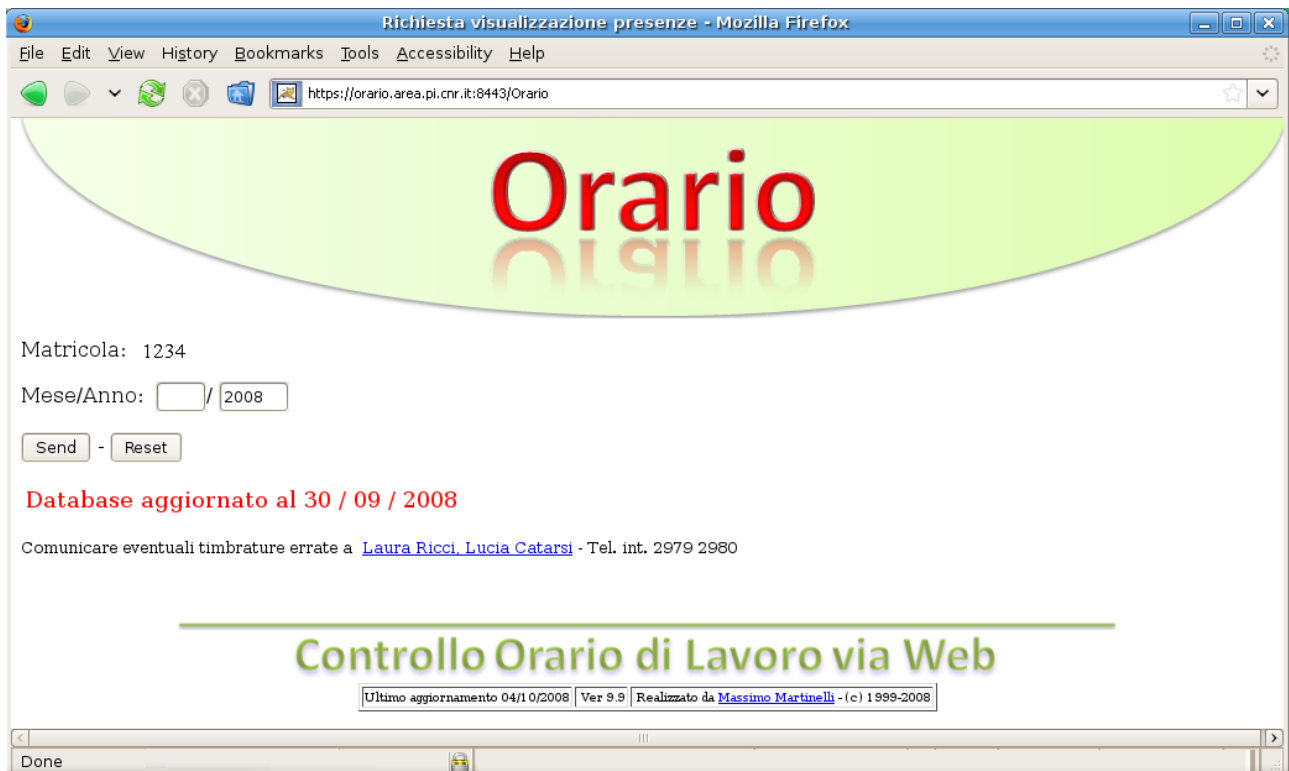 Richiesta visualizzazione presenze - Mozilla Firefox
File Edit View History Bookmarks Tools Accessibility Help
https://orario.area.pi.cnr.it:8443/Orario
Orario
Matricola: 1234
Mese/Anno: / 2008
Send - Reset
Database aggiornato al 30 / 09 / 2008
Comunicare eventuali timbrature errate a Laura Ricci, Lucia Catarsi - Tel. int. 2979 2980
Controllo Orario di Lavoro via Web
Ultimo aggiornamento 04/10/2008 Ver 9.9 Realizzato da Massimo Martinelli - (c) 1999-2008
Done